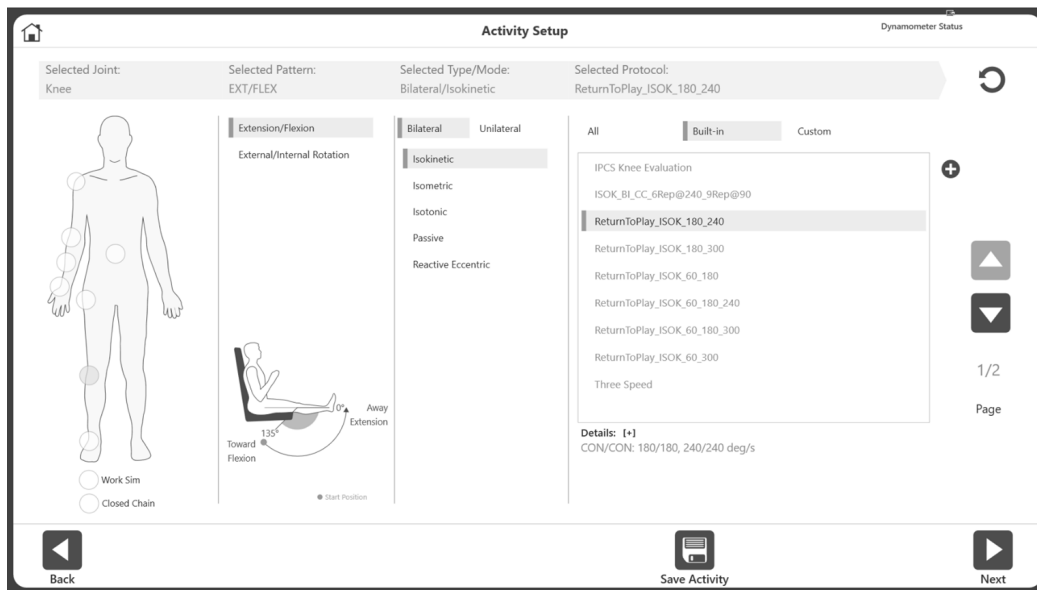 Activity Setup
Dynamometer Status
Selected Joint:
Knee
Selected Pattern:
EXT/FLEX
Selected Type/Mode:
Bilateral/Isokinetic
Selected Protocol:
ReturnToPlay_ISOK_180_240
Extension/Flexion
External/Internal Rotation
Bilateral Unilateral
Isokinetic
Isometric
Isotonic
Passive
Reactive Eccentric
All Built-in Custom
IPCS Knee Evaluation
ISOK_BI_CC_6Rep@240_9Rep@90
ReturnToPlay_ISOK_180_240
ReturnToPlay_ISOK_180_300
ReturnToPlay_ISOK_60_180
ReturnToPlay_ISOK_60_180_240
ReturnToPlay_ISOK_60_180_300
ReturnToPlay_ISOK_60_300
Three Speed
1/2
Page
Details: [+]
CON/CON: 180/180, 240/240 deg/s
0°
Away
Extension
135°
Toward
Flexion
Start Position
Work Sim
Closed Chain
Back
Save Activity
Next